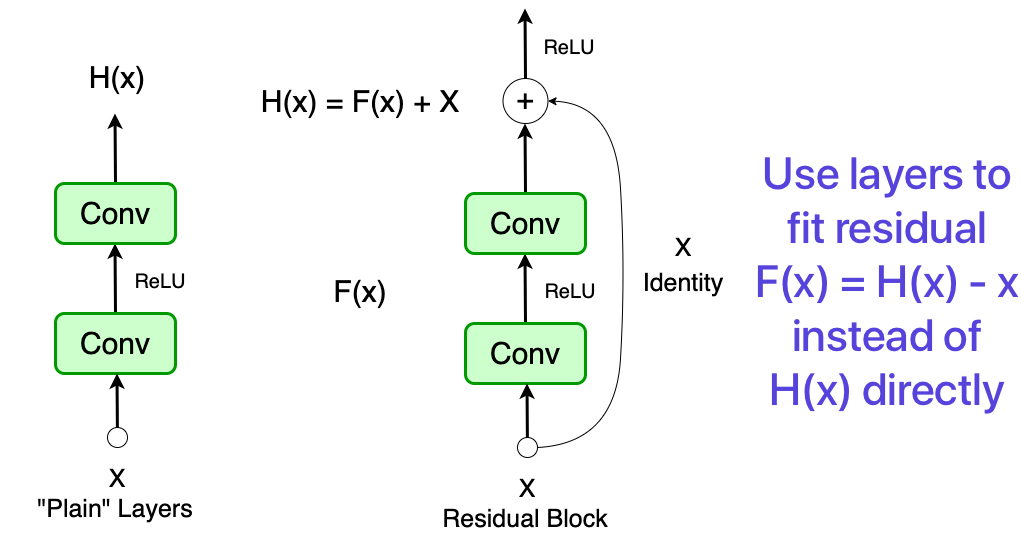 H(x)
Conv
ReLU
Conv
X
"Plain" Layers
ReLU
H(x) = F(x) + X
+
Conv
F(x)
ReLU
Conv
X
Identity
X
Residual Block
Use layers to
fit residual
F(x) = H(x) - x
instead of
H(x) directly